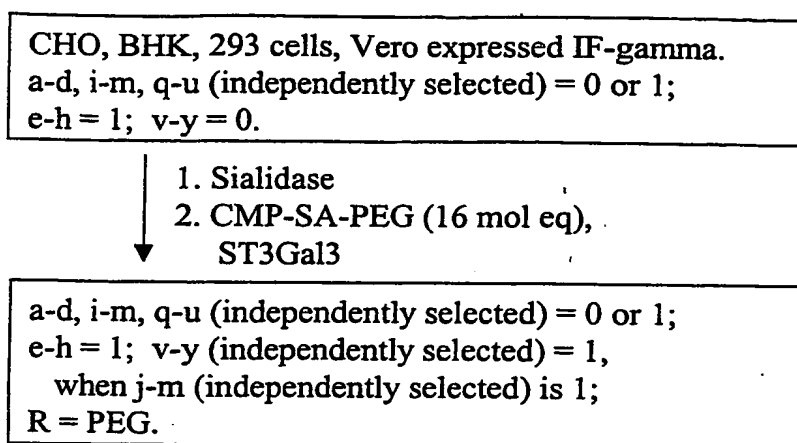 CHO, BHK, 293 cells, Vero expressed IF-gamma.
a-d, i-m, q-u (independently selected) = 0 or 1;
e-h = 1; v-y = 0.
1. Sialidase
2. CMP-SA-PEG (16 mol eq),
ST3Gal3
a-d, i-m, q-u (independently selected) = 0 or 1;
e-h = 1; v-y (independently selected) = 1,
when j-m (independently selected) is 1;
R = PEG.